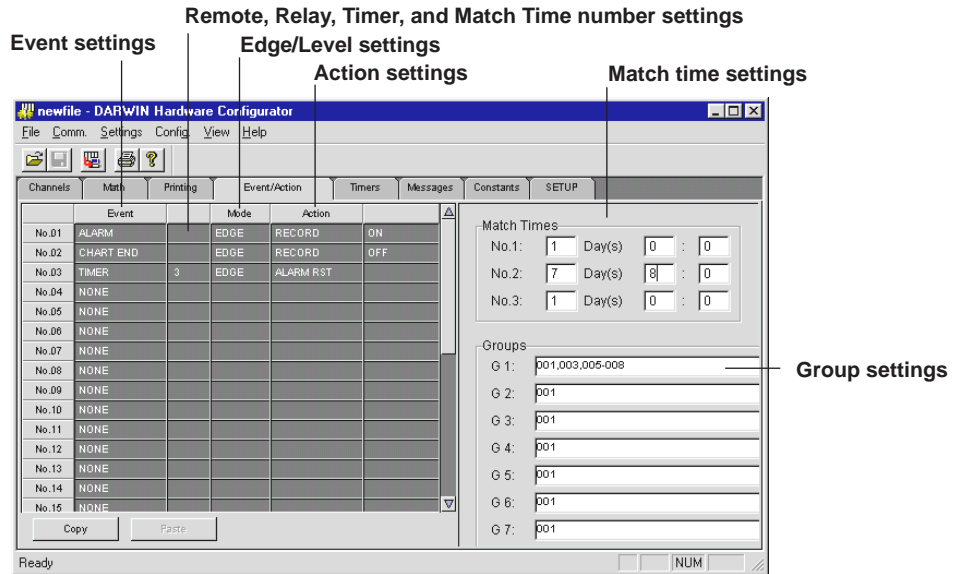 Remote, Relay, Timer, and Match Time number settings
Event settings
Edge/Level settings
Action settings
Match time settings
newfile - DARWIN Hardware Configurator
File Comm. Settings Config. View Help
Channels Math Printing Event/Action Timers Messages Constants SETUP
Event Mode Action
No.01 ALARM EDGE RECORD ON
No.02 CHART END EDGE RECORD OFF
No.03 TIMER 3 EDGE ALARM RST
No.04 NONE
No.05 NONE
No.06 NONE
No.07 NONE
No.08 NONE
No.09 NONE
No.10 NONE
No.11 NONE
No.12 NONE
No.13 NONE
No.14 NONE
No.15 NONE
Copy Paste
Match Times
No.1: 1 Day(s) 0 : 0
No.2: 7 Day(s) 8 : 0
No.3: 1 Day(s) 0 : 0
Groups
G 1: 001,003,005-008
G 2: 001
G 3: 001
G 4: 001
G 5: 001
G 6: 001
G 7: 001
Group settings
Ready NUM